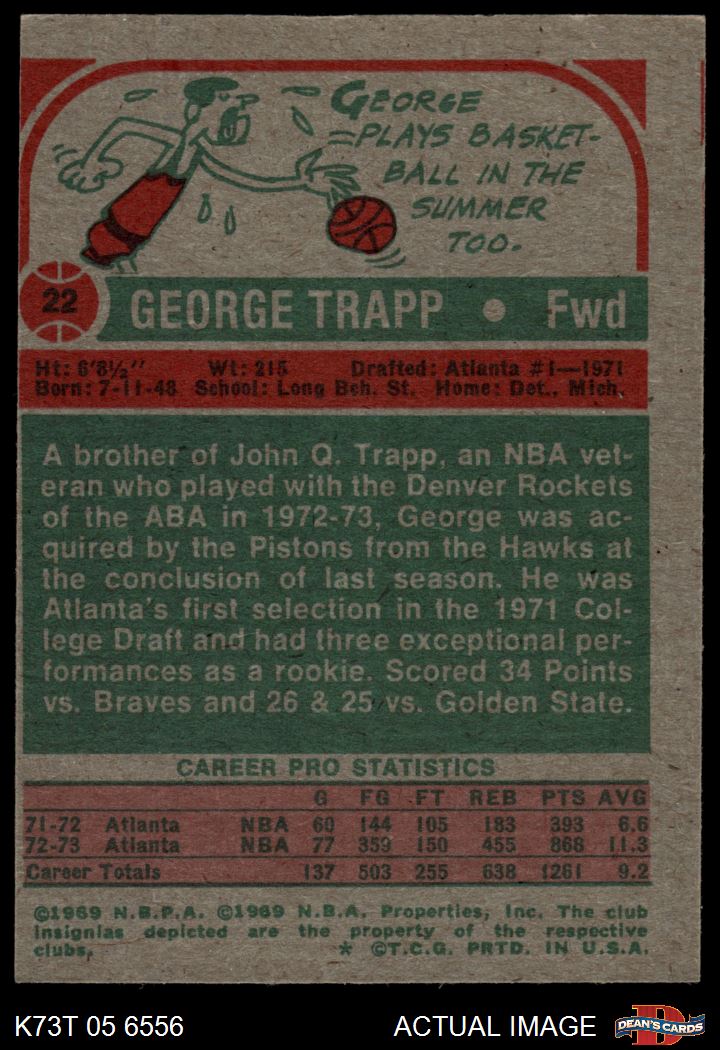 GEORGE
PLAYS BASKET-
BALL IN THE
SUMMER
TOO.
22
GEORGE TRAPP • Fwd
Ht: 6'8½" Wt: 215 Drafted: Atlanta #1—1971
Born: 7-11-48 School: Long Bch. St. Home: Det., Mich.
A brother of John Q. Trapp, an NBA vet-
eran who played with the Denver Rockets
of the ABA in 1972-73, George was ac-
quired by the Pistons from the Hawks at
the conclusion of last season. He was
Atlanta's first selection in the 1971 Col-
lege Draft and had three exceptional per-
formances as a rookie. Scored 34 Points
vs. Braves and 26 & 25 vs. Golden State.
CAREER PRO STATISTICS
G FG FT REB PTS AVG
71-72 Atlanta NBA 60 144 105 183 393 6.6
72-73 Atlanta NBA 77 359 150 455 868 11.3
Career Totals 137 503 255 638 1261 9.2
©1969 N.B.P.A. ©1969 N.B.A. Properties, Inc. The club
insignias depicted are the property of the respective
clubs. * ©T.C.G. PRTD. IN U.S.A.
K73T 05 6556 ACTUAL IMAGE
D
DEAN'S CARDS